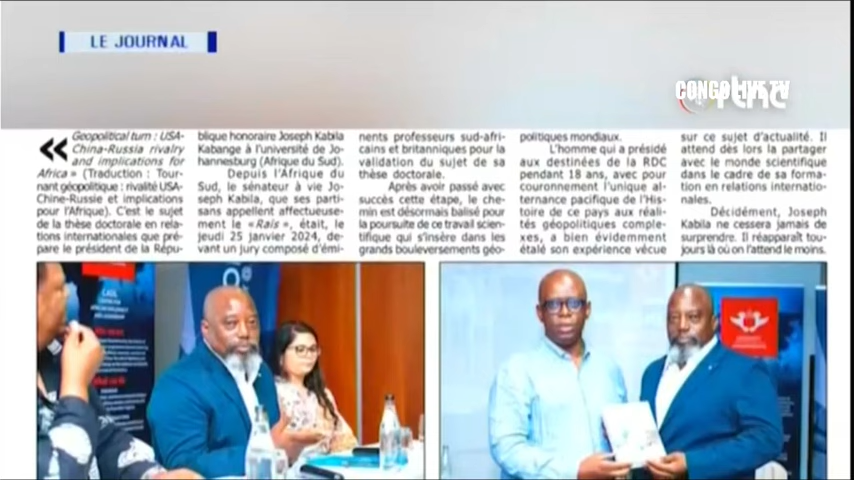 LE JOURNAL
CONGO LIVE TV
rtnc
« Geopolitical turn : USA-
China-Russia rivalry
and implications for
Africa » (Traduction : Tour-
nant géopolitique : rivalité USA-
Chine-Russie et implications
pour l'Afrique). C'est le sujet
de la thèse doctorale en rela-
tions internationales que pré-
pare le président de la Répu-
blique honoraire Joseph Kabila
Kabange à l'université de Jo-
hannesburg (Afrique du Sud).
Depuis l'Afrique du
Sud, le sénateur à vie Jo-
seph Kabila, que ses parti-
sans appellent affectueuse-
ment le «Raïs », était, le
jeudi 25 janvier 2024, de-
vant un jury composé d'émi-
nents professeurs sud-afri-
cains et britanniques pour la
validation du sujet de sa
thèse doctorale.
Après avoir passé avec
succès cette étape, le che-
min est désormais balisé pour
la poursuite de ce travail scien-
tifique qui s'insère dans les
grands bouleversements géo-
politiques mondiaux.
L'homme qui a présidé
aux destinées de la RDC
pendant 18 ans, avec pour
couronnement l'unique al-
ternance pacifique de l'His-
toire de ce pays aux réali-
tés géopolitiques comple-
xes, a bien évidemment
étalé son expérience vécue
sur ce sujet d'actualité. Il
attend dès lors la partager
avec le monde scientifique
dans le cadre de sa for-
mation en relations internatio-
nales.
Décidément, Joseph
Kabila ne cessera jamais de
surprendre. Il réapparaît tou-
jours là où on l'attend le moins.